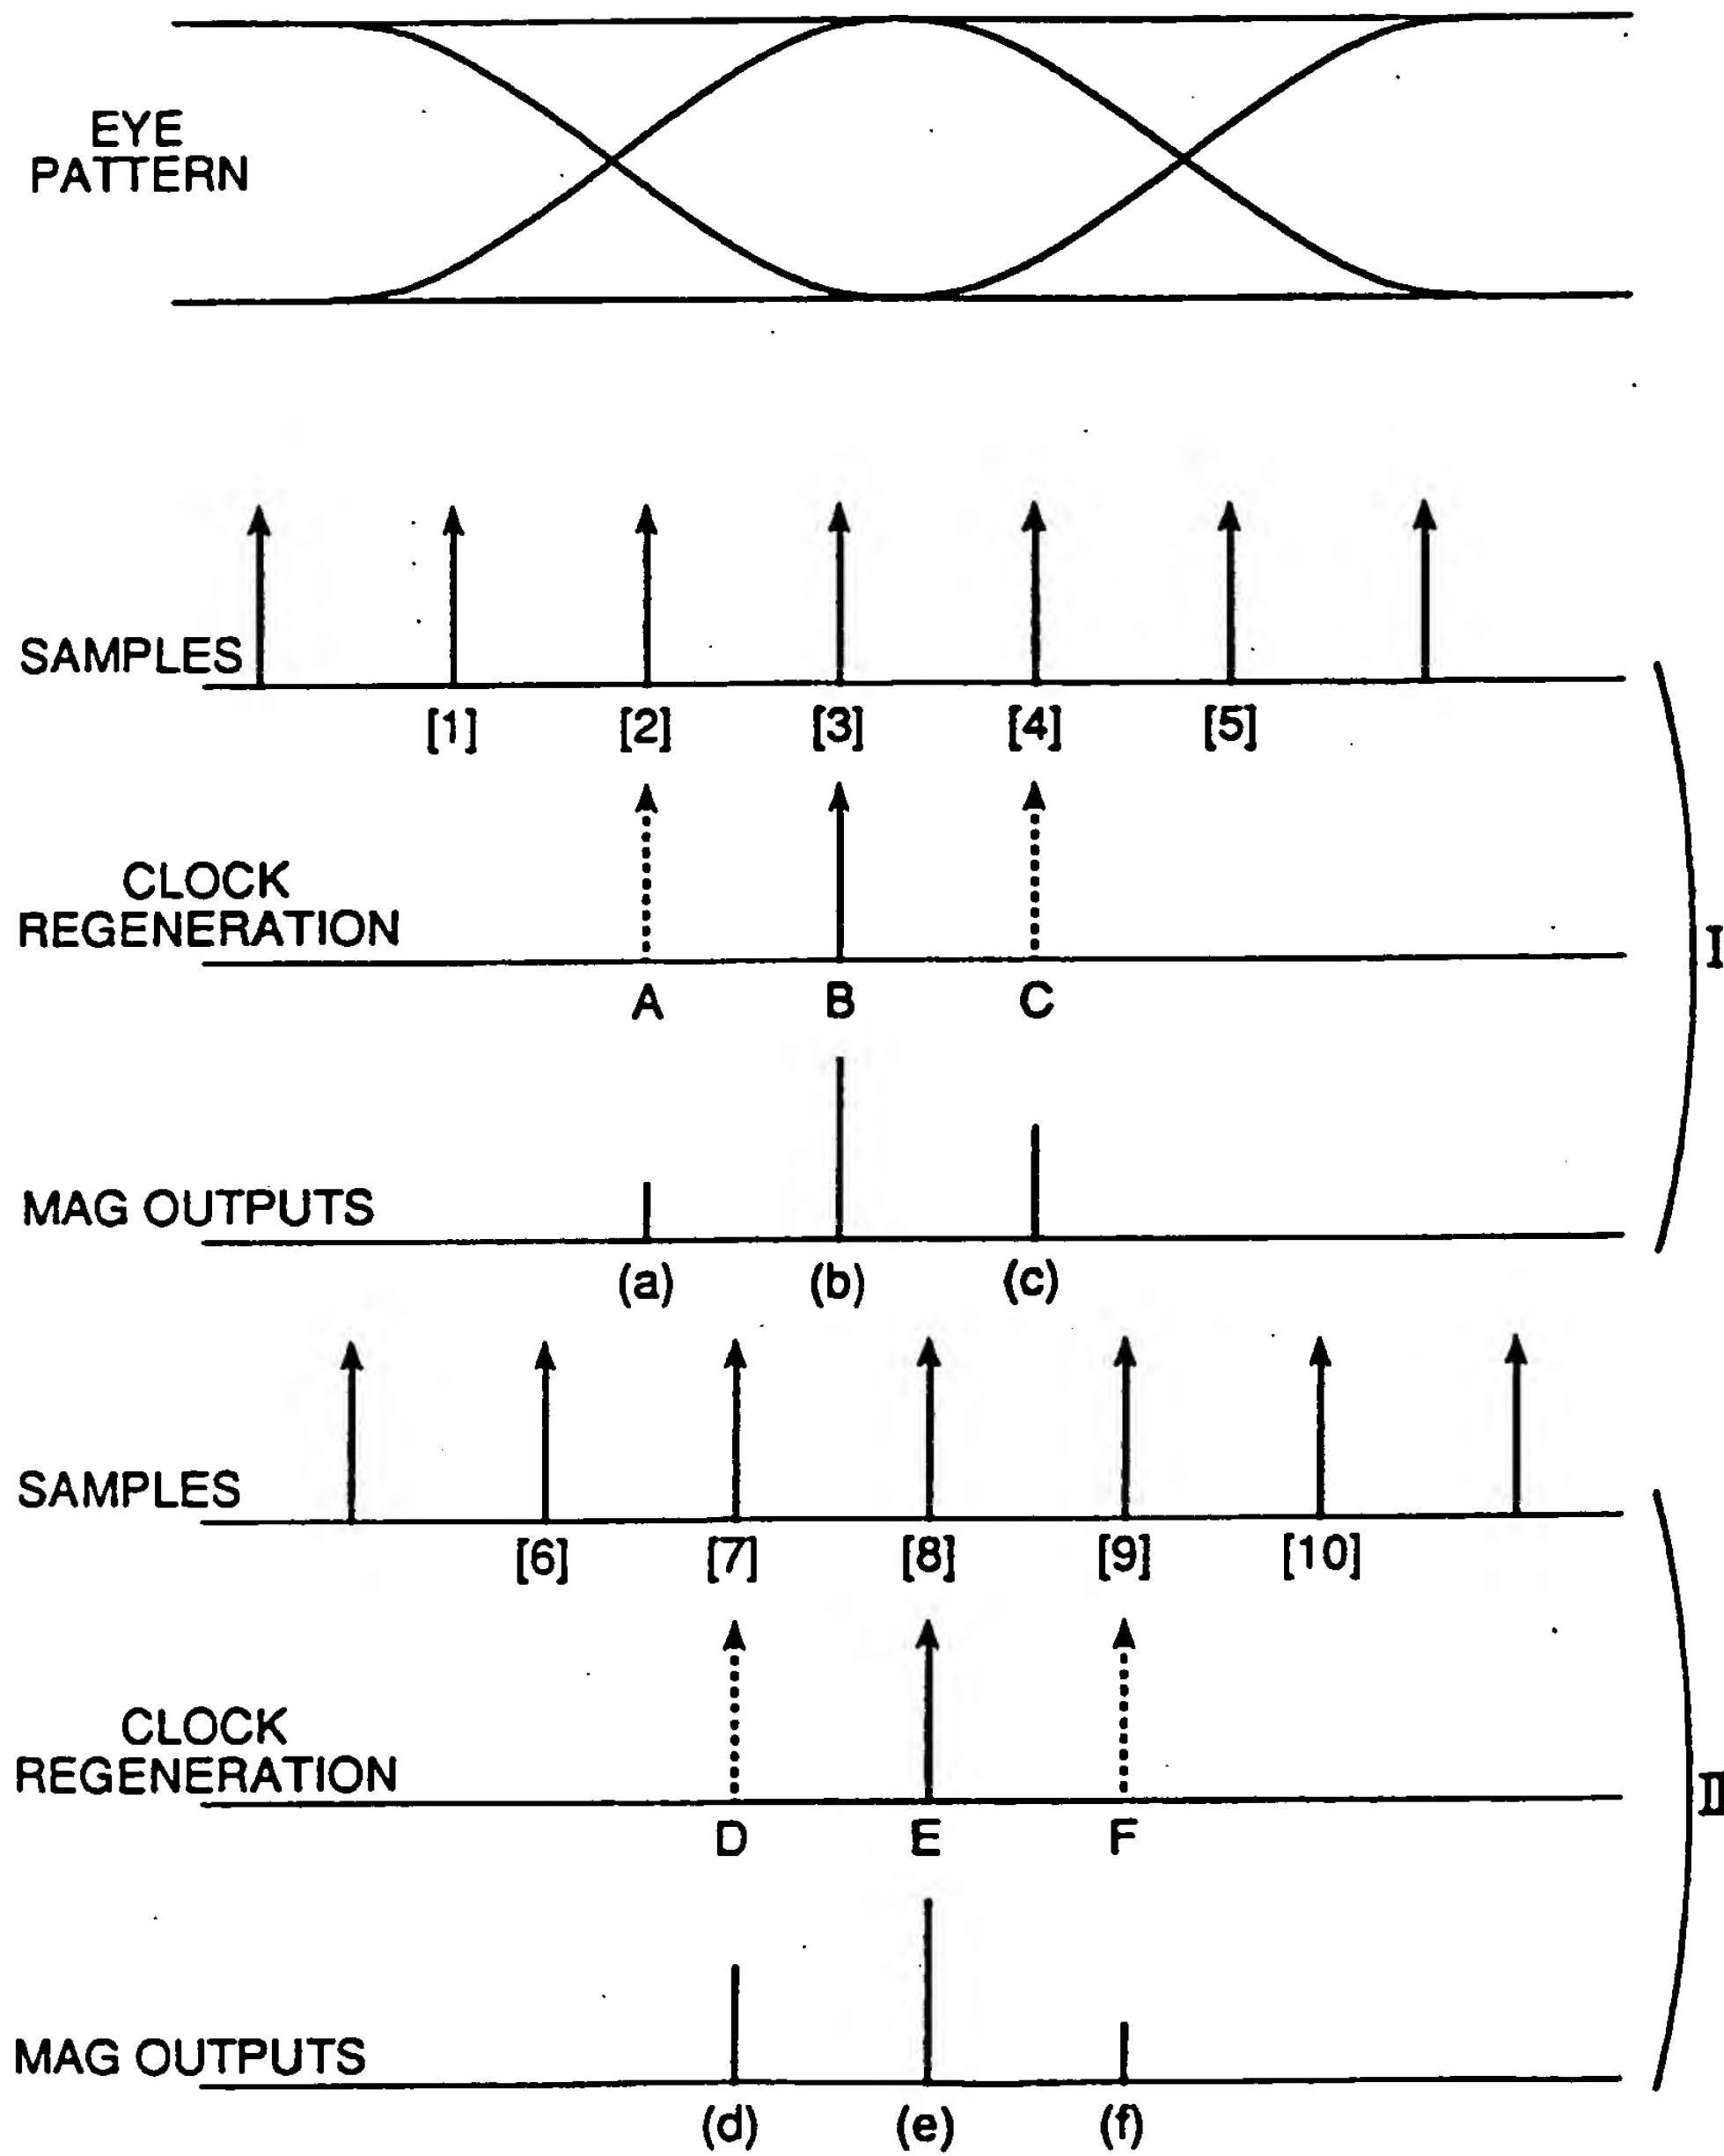 EYE
PATTERN
SAMPLES
[1] [2] [3] [4] [5]
CLOCK
REGENERATION
I
A B C
MAG OUTPUTS
(a) (b) (c)
SAMPLES
[6] [7] [8] [9] [10]
CLOCK
REGENERATION
II
D E F
MAG OUTPUTS
(d) (e) (f)